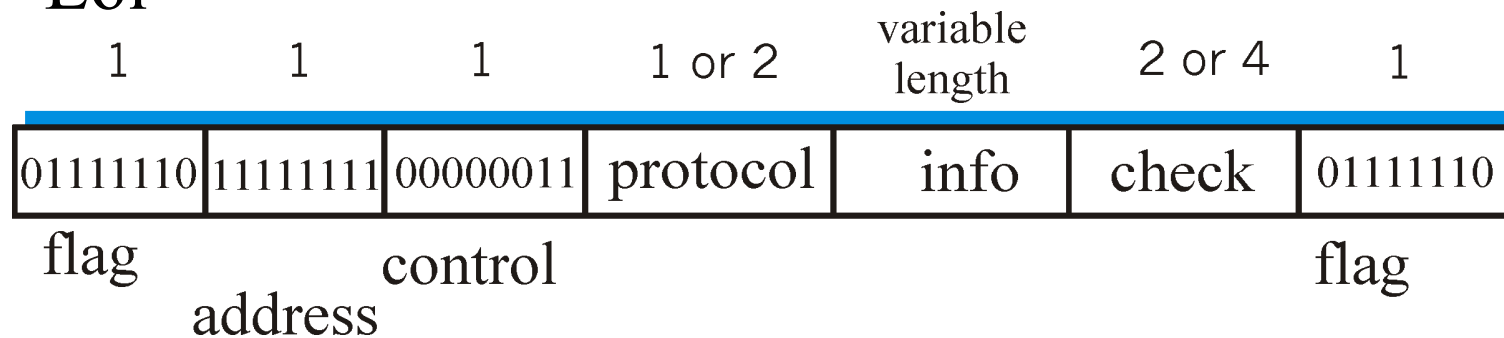 1 1 1 1 or 2 variable length 2 or 4 1
01111110 11111111 00000011 protocol info check 01111110
flag control flag
address